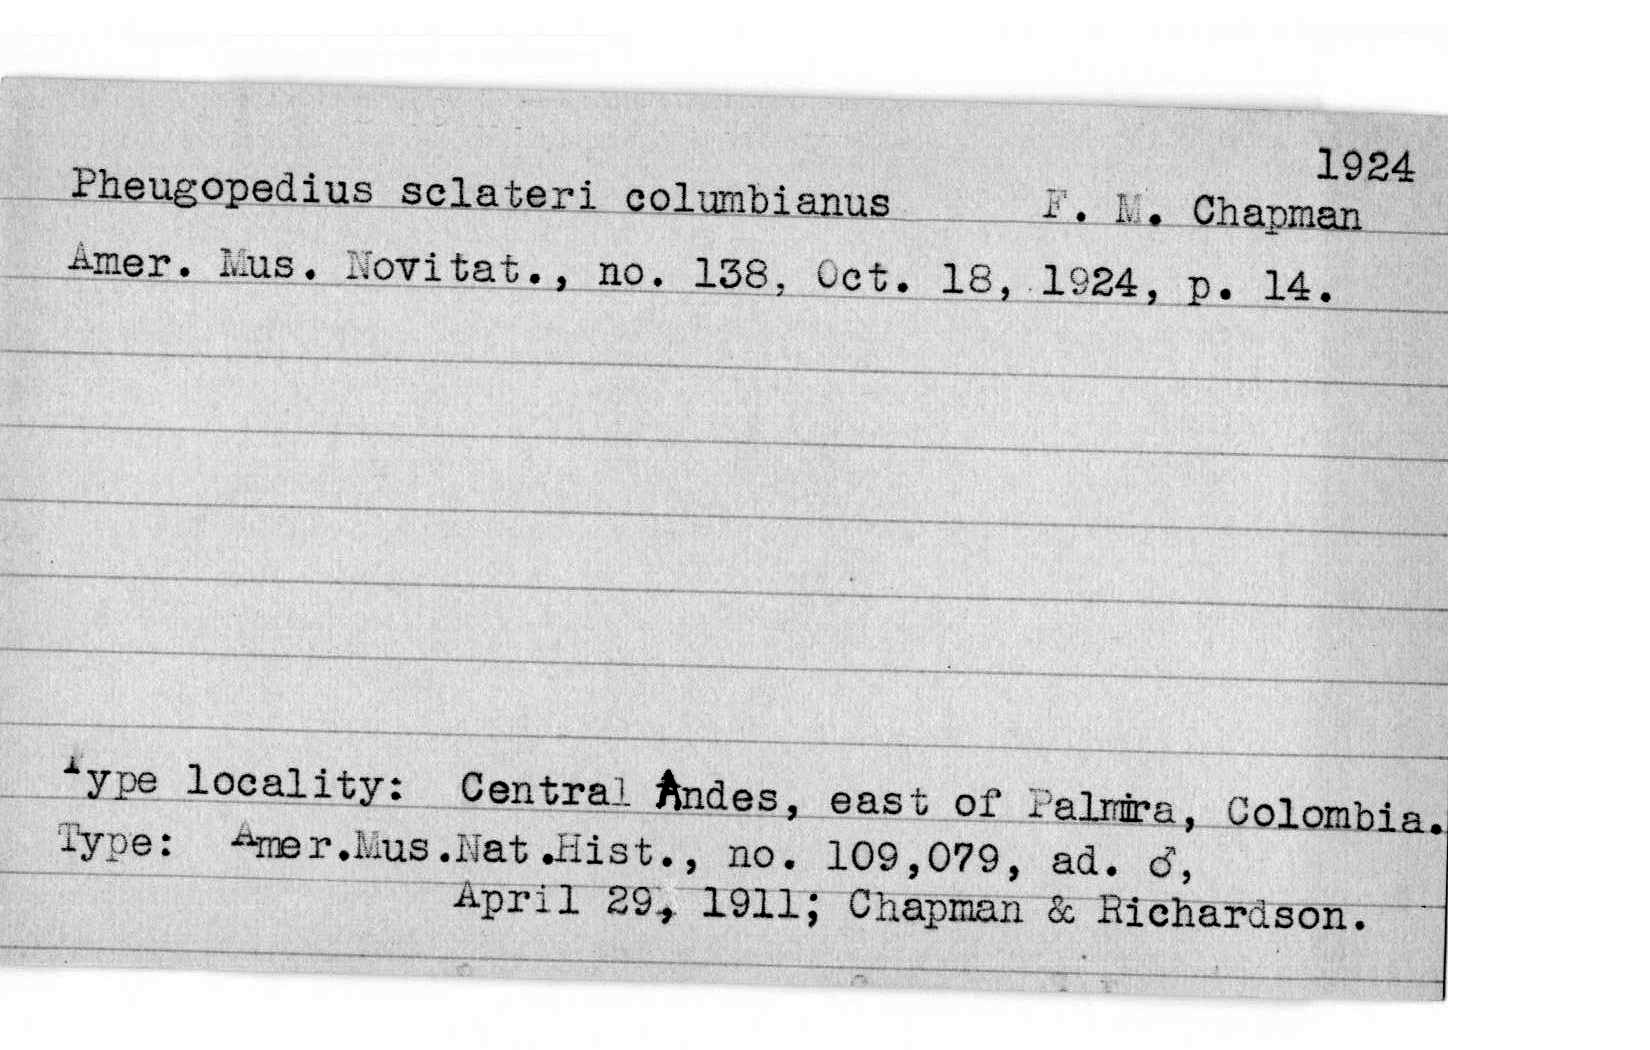 1924
Pheugopedius sclateri columbianus F. M. Chapman
Amer. Mus. Novitat., no. 138, Oct. 18, 1924, p. 14.
Type locality: Central Andes, east of Palmira, Colombia.
Type: Amer.Mus.Nat.Hist., no. 109,079, ad. ♂,
April 29, 1911; Chapman & Richardson.